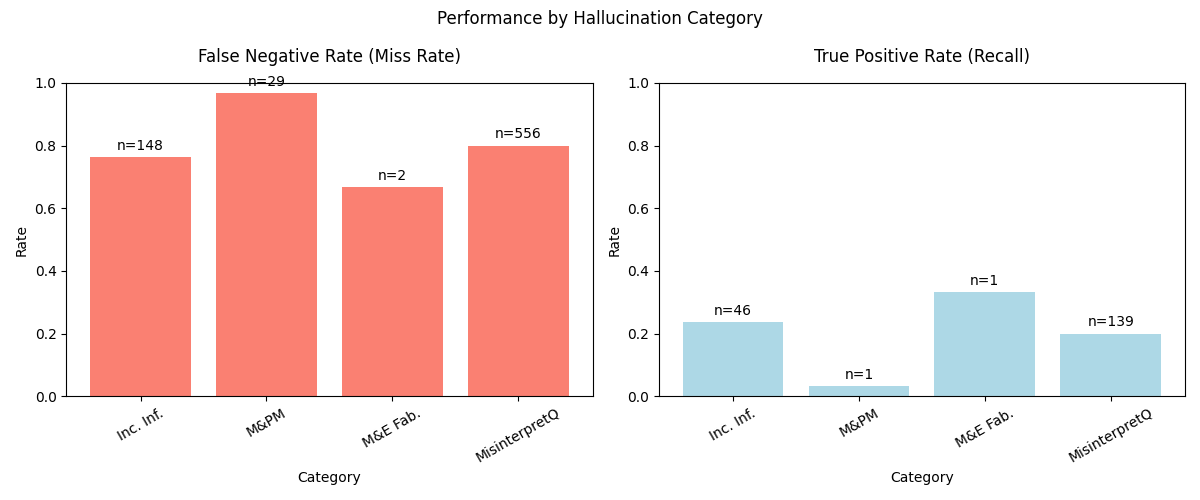 Performance by Hallucination Category
False Negative Rate (Miss Rate)
1.0
0.8
0.6
0.4
0.2
0.0
Rate
n=148
n=29
n=2
n=556
Inc. Inf.
M&PM
M&E Fab.
MisinterpretQ
Category
True Positive Rate (Recall)
1.0
0.8
0.6
0.4
0.2
0.0
Rate
n=46
n=1
n=1
n=139
Inc. Inf.
M&PM
M&E Fab.
MisinterpretQ
Category